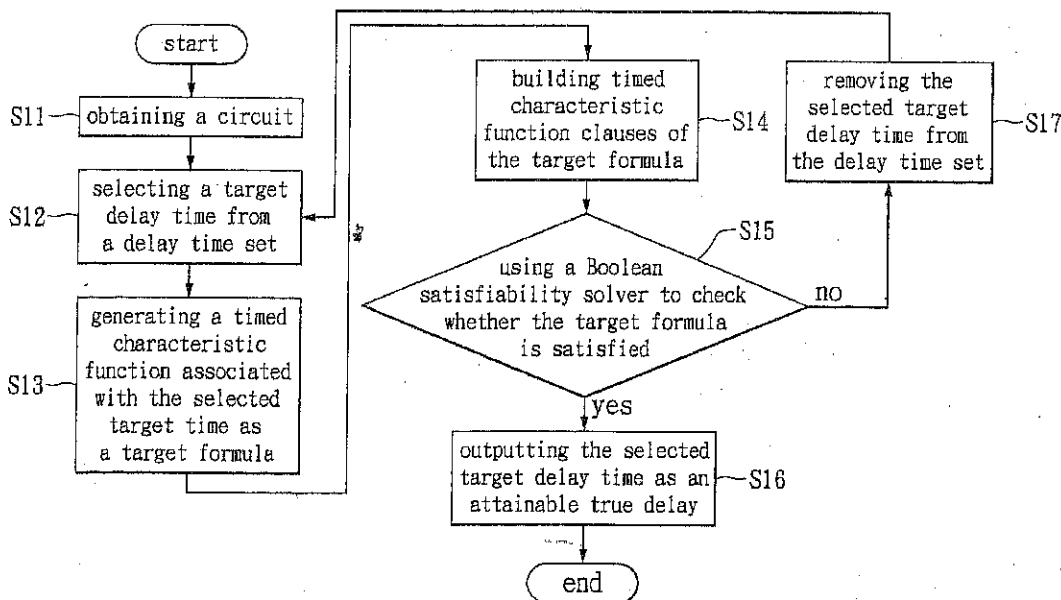 start
S11
obtaining a circuit
S12
selecting a target
delay time from
a delay time set
S13
generating a timed
characteristic
function associated
with the selected
target time as
a target formula
building timed
characteristic
function clauses of
the target formula
S14
using a Boolean
satisfiability solver to check
whether the target formula
is satisfied
S15
no
yes
removing the
selected target
delay time from
the delay time set
S17
outputting the selected
target delay time as an
attainable true delay
S16
end